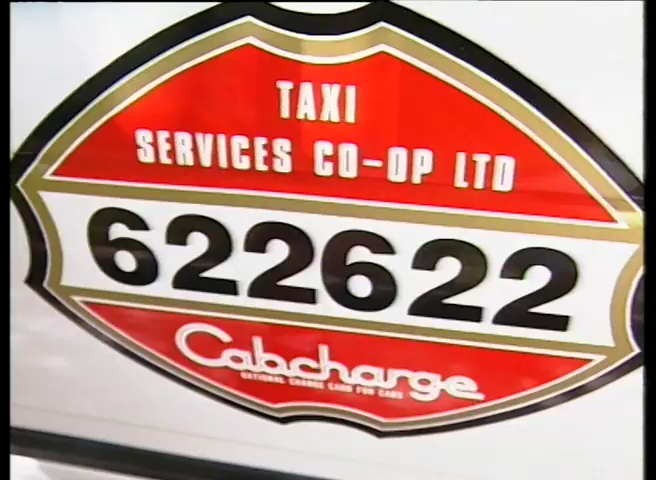 TAXI
SERVICES CO-OP LTD
622622
Cabcharge
NATIONAL CHARGE CARD FOR CABS